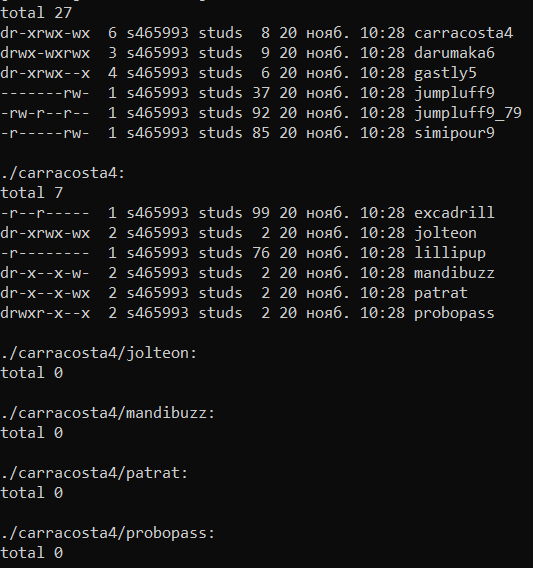 total 27
dr-xrwx-wx  6 s465993 studs  8 20 нояб. 10:28 carracosta4
drwx-wxrwx  3 s465993 studs  9 20 нояб. 10:28 darumaka6
dr-xrwx--x  4 s465993 studs  6 20 нояб. 10:28 gastly5
-------rw-  1 s465993 studs 37 20 нояб. 10:28 jumpluff9
-rw-r--r--  1 s465993 studs 92 20 нояб. 10:28 jumpluff9_79
-r-----rw-  1 s465993 studs 85 20 нояб. 10:28 simipour9

./carracosta4:
total 7
-r--r-----  1 s465993 studs 99 20 нояб. 10:28 excadrill
dr-xrwx-wx  2 s465993 studs  2 20 нояб. 10:28 jolteon
-r--------  1 s465993 studs 76 20 нояб. 10:28 lillipup
dr-x--x-w-  2 s465993 studs  2 20 нояб. 10:28 mandibuzz
dr-x--x-wx  2 s465993 studs  2 20 нояб. 10:28 patrat
drwxr-x--x  2 s465993 studs  2 20 нояб. 10:28 probopass

./carracosta4/jolteon:
total 0

./carracosta4/mandibuzz:
total 0

./carracosta4/patrat:
total 0

./carracosta4/probopass:
total 0